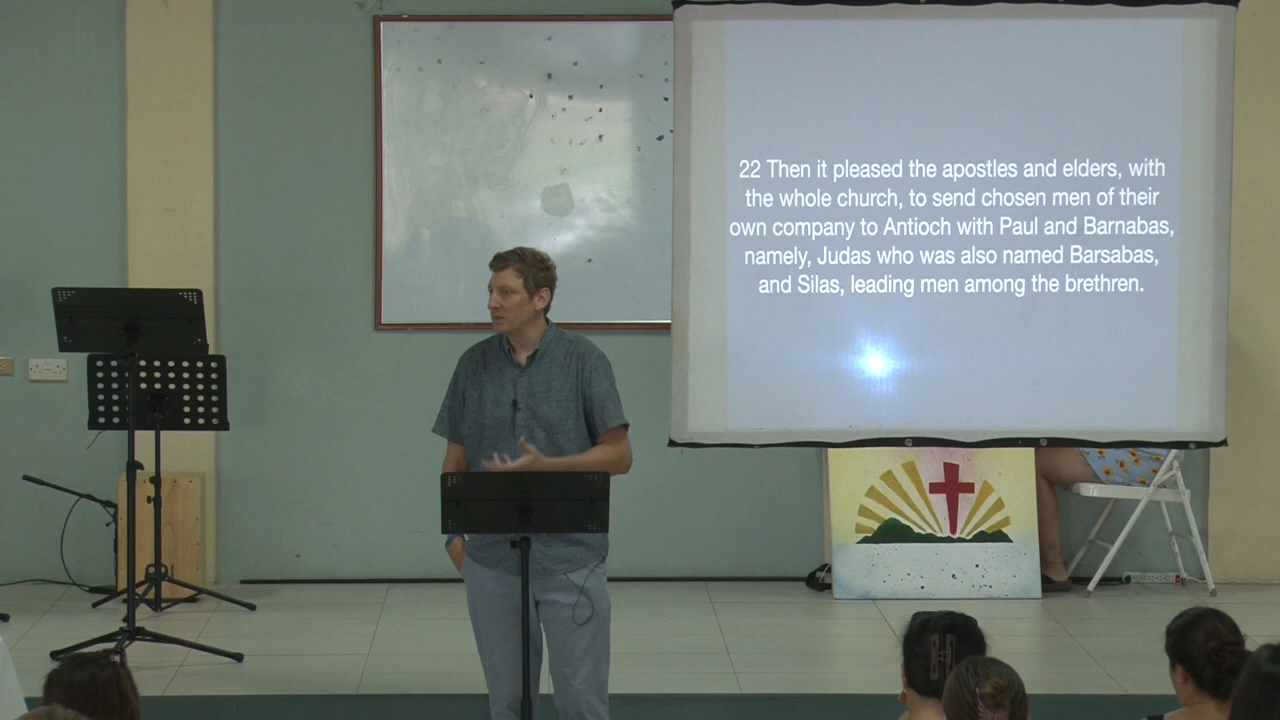 22 Then it pleased the apostles and elders, with
the whole church, to send chosen men of their
own company to Antioch with Paul and Barnabas,
namely, Judas who was also named Barsabas,
and Silas, leading men among the brethren.